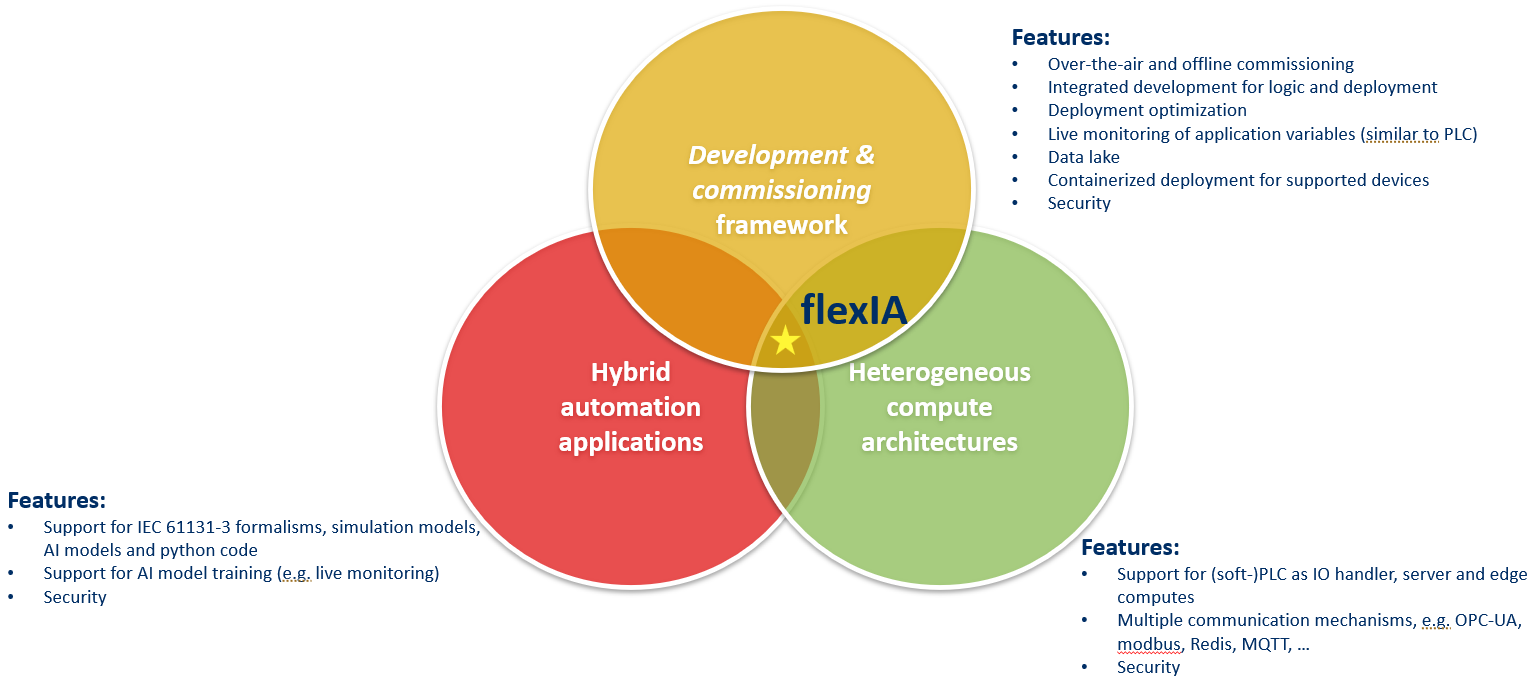 Features:
• Over-the-air and offline commissioning
• Integrated development for logic and deployment
• Deployment optimization
• Live monitoring of application variables (similar to PLC)
• Data lake
• Containerized deployment for supported devices
• Security
Development &
commissioning
framework
flexIA
Hybrid
automation
applications
Heterogeneous
compute
architectures
Features:
• Support for IEC 61131-3 formalisms, simulation models,
AI models and python code
• Support for AI model training (e.g. live monitoring)
• Security
Features:
• Support for (soft-)PLC as IO handler, server and edge
computes
• Multiple communication mechanisms, e.g. OPC-UA,
modbus, Redis, MQTT, ...
• Security